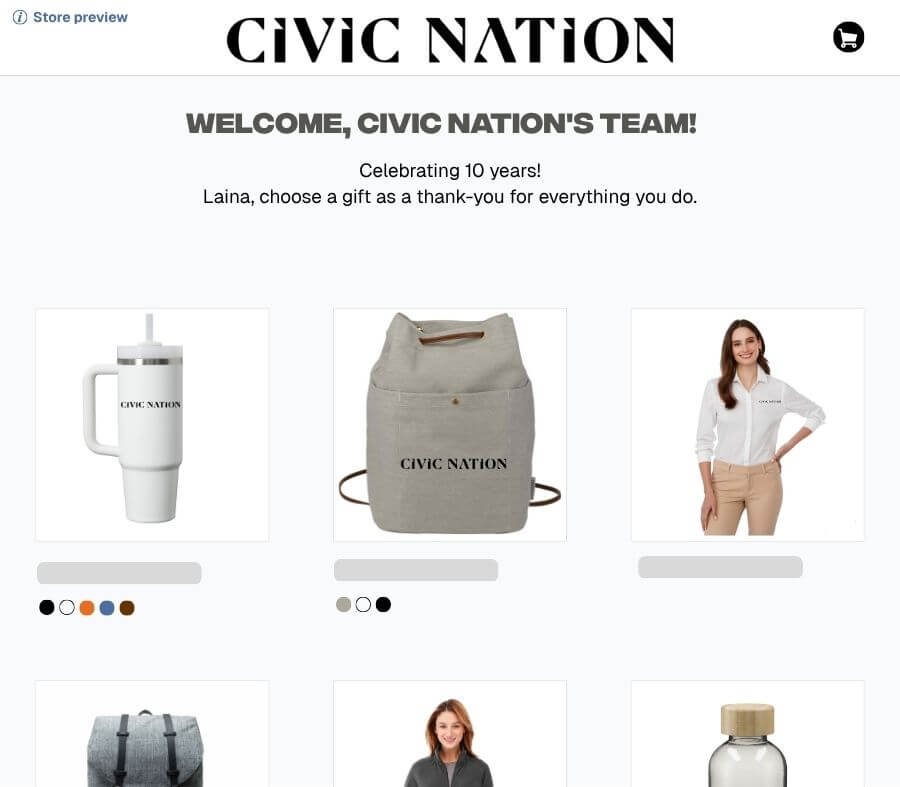 Store preview
CiViC NATiON
WELCOME, CIVIC NATION'S TEAM!
Celebrating 10 years!
Laina, choose a gift as a thank-you for everything you do.
CiViC NATiON
CiViC NATiON
CiViC NATiON